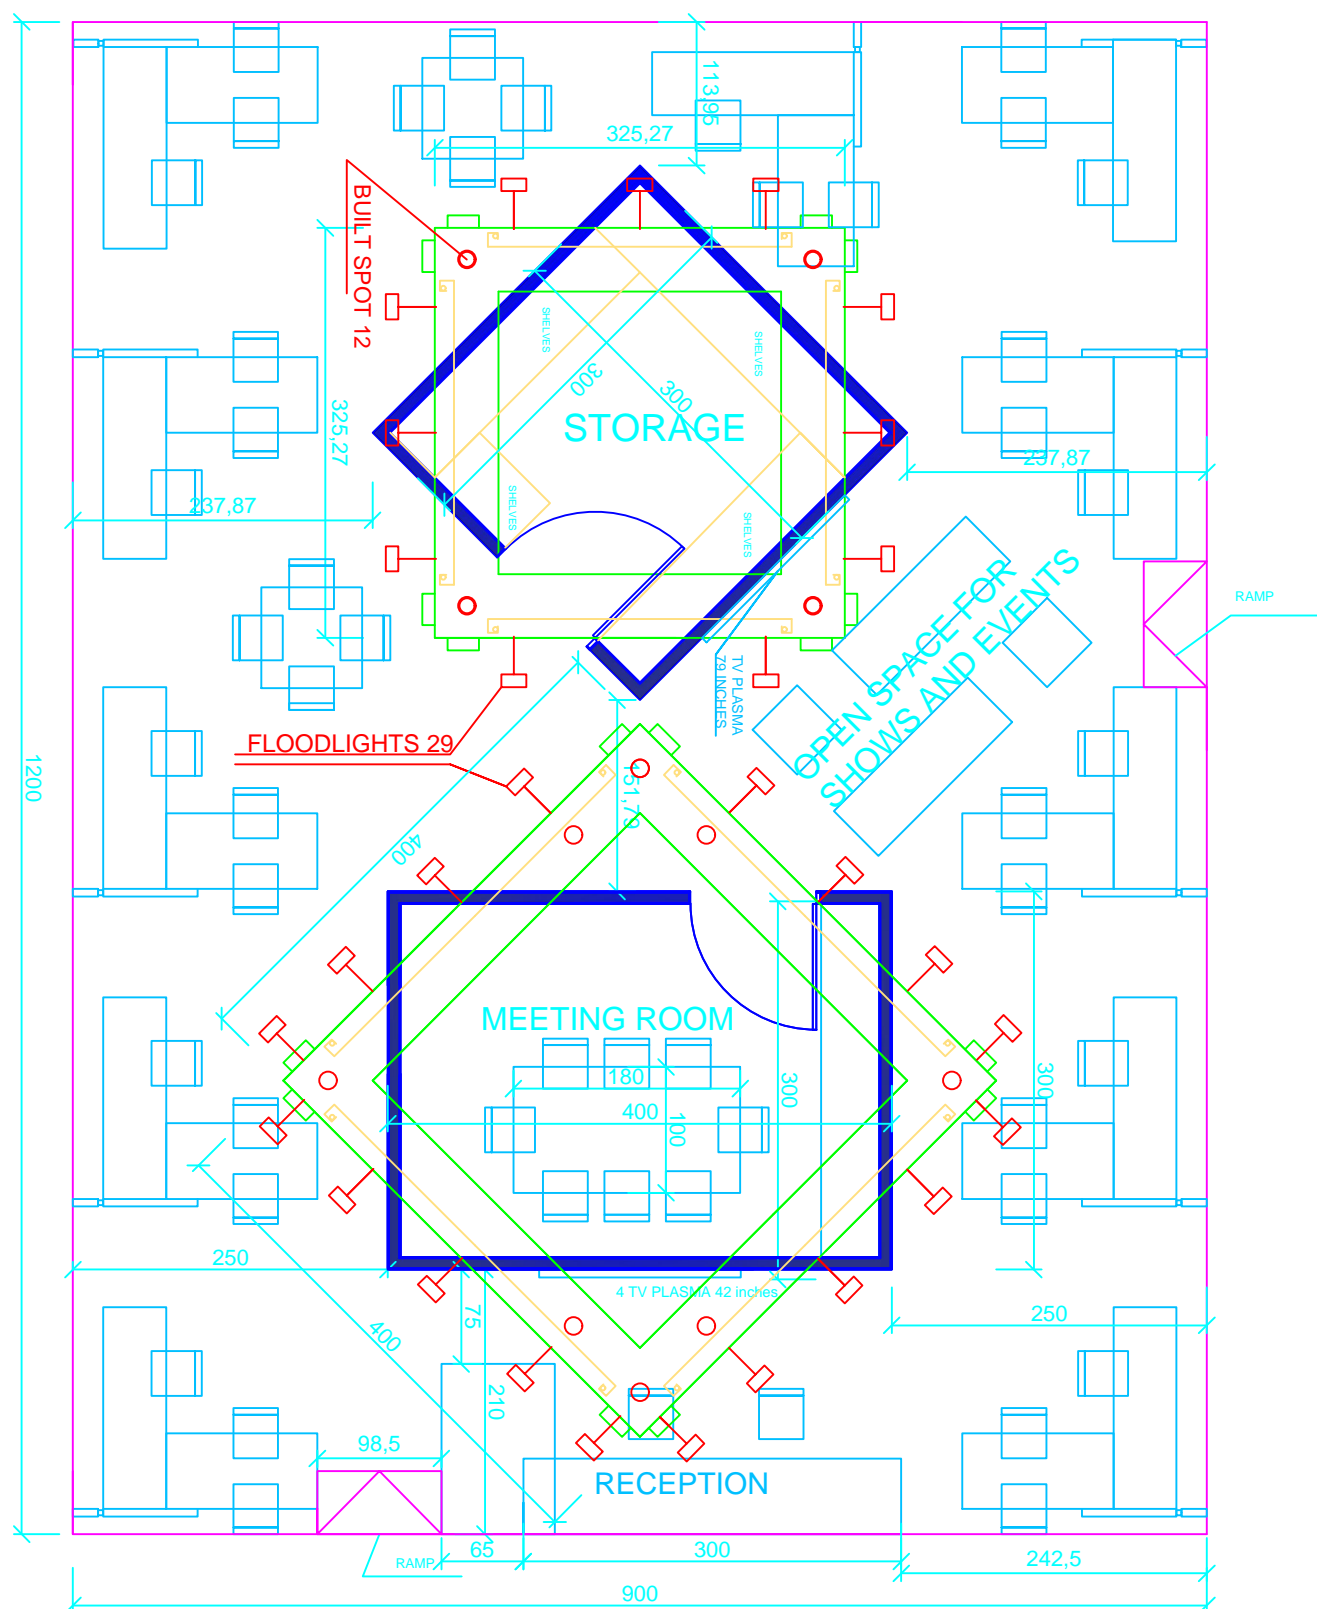 113,95
325,27
BUILT SPOT 12
SHELVES
SHELVES
300
300
325,27
STORAGE
237,87
237,87
SHELVES
SHELVES
RAMP
OPEN SPACE FOR
SHOWS AND EVENTS
TV PLASMA
79 INCHES
FLOODLIGHTS 29
151,73
1200
400
MEETING ROOM
180
300
300
400
100
250
4 TV PLASMA 42 inches
75
250
400
210
98,5
RECEPTION
RAMP
65
300
242,5
900